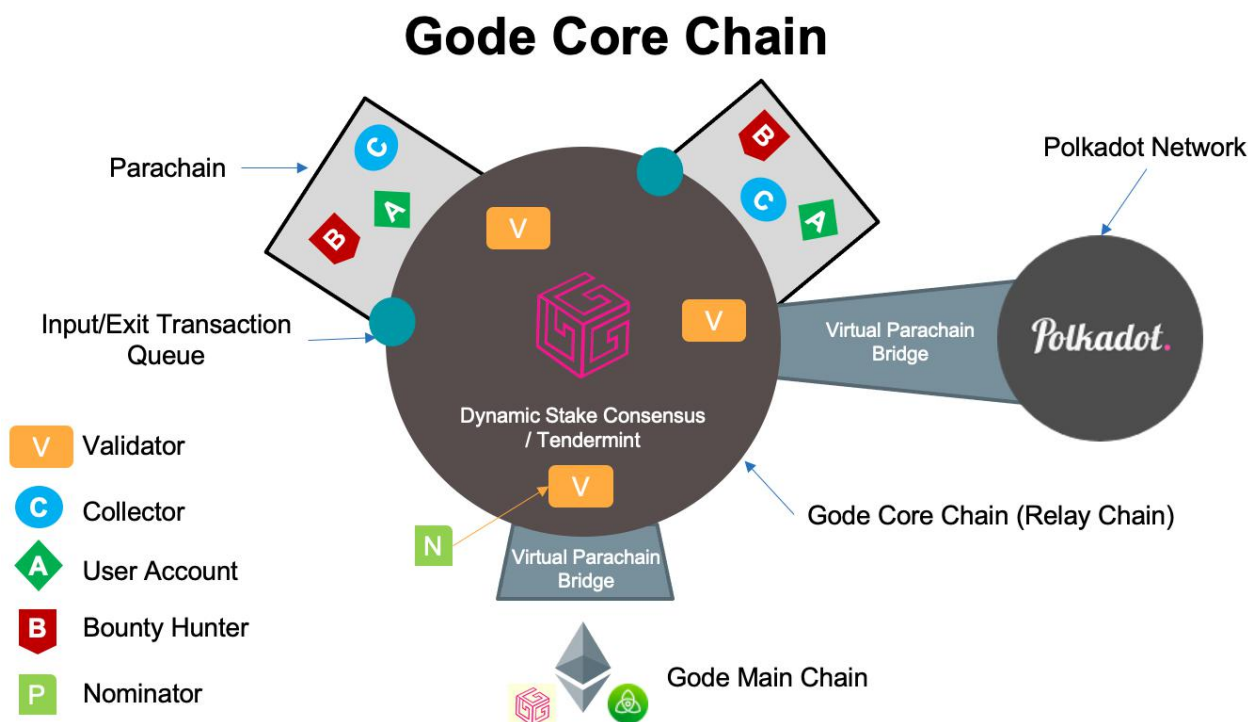 Gode Core Chain
Parachain
C
A
B
B
C
A
Polkadot Network
V
V
Input/Exit Transaction
Queue
Virtual Parachain
Bridge
Polkadot.
Dynamic Stake Consensus
/ Tendermint
V
Validator
V
C
Collector
Gode Core Chain (Relay Chain)
N
Virtual Parachain
Bridge
A
User Account
B
Bounty Hunter
P
Nominator
Gode Main Chain